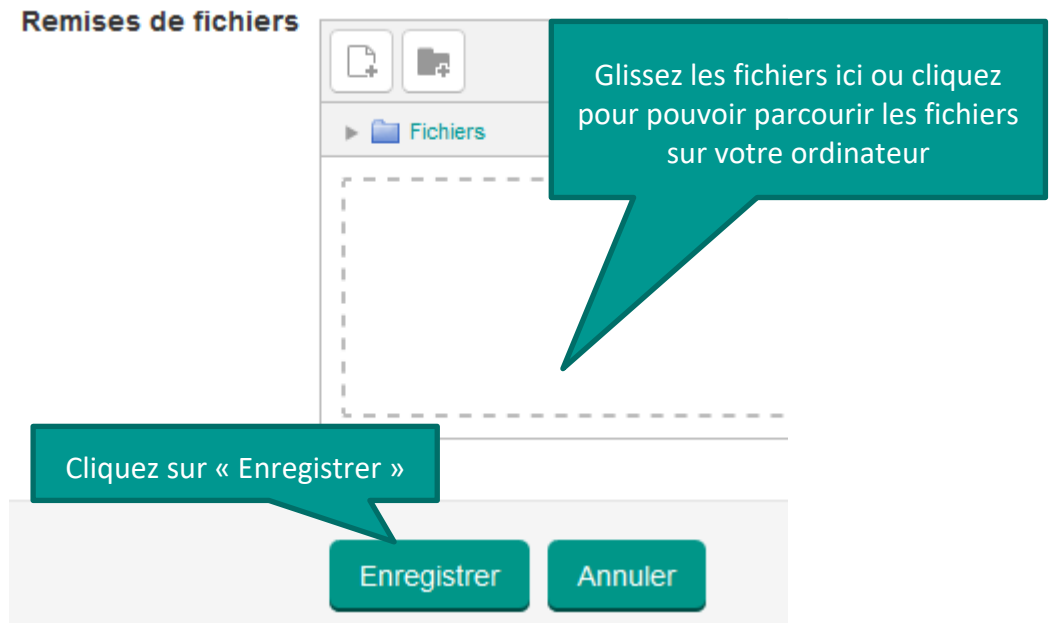 Remises de fichiers
Glissez les fichiers ici ou cliquez
pour pouvoir parcourir les fichiers
sur votre ordinateur
Fichiers
Cliquez sur « Enregistrer »
Enregistrer
Annuler